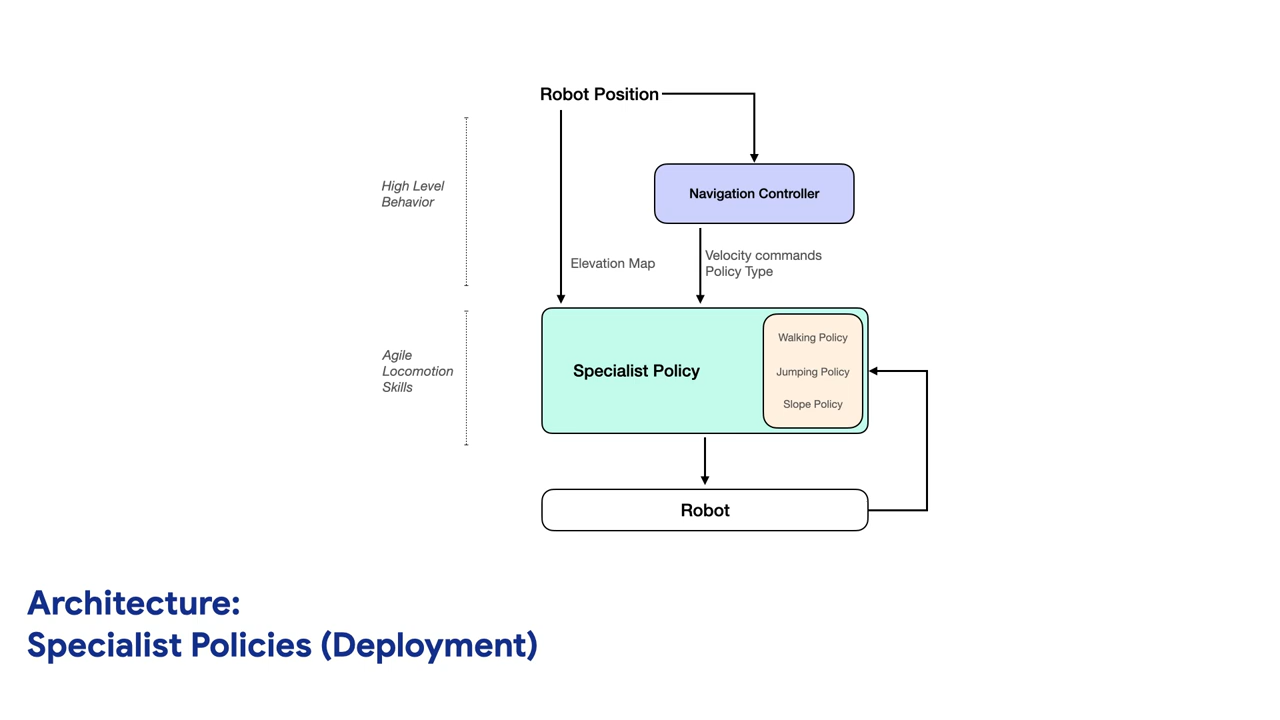 Robot Position
High Level
Behavior
Navigation Controller
Elevation Map
Velocity commands
Policy Type
Agile
Locomotion
Skills
Specialist Policy
Walking Policy
Jumping Policy
Slope Policy
Robot
Architecture:
Specialist Policies (Deployment)